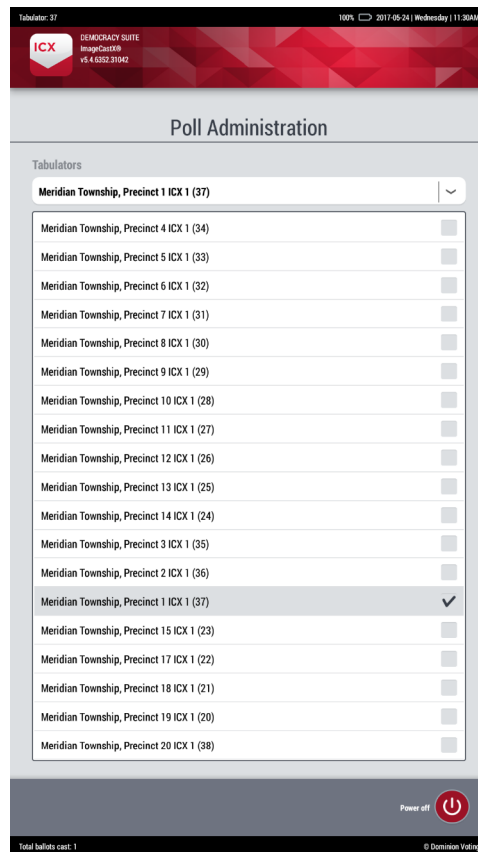 Tabulator: 37
100% 2017-05-24 | Wednesday | 11:30AM
ICX
DEMOCRACY SUITE
ImageCastX®
v5.4.6352.31042
Poll Administration
Tabulators
Meridian Township, Precinct 1 ICX 1 (37)
Meridian Township, Precinct 4 ICX 1 (34)
Meridian Township, Precinct 5 ICX 1 (33)
Meridian Township, Precinct 6 ICX 1 (32)
Meridian Township, Precinct 7 ICX 1 (31)
Meridian Township, Precinct 8 ICX 1 (30)
Meridian Township, Precinct 9 ICX 1 (29)
Meridian Township, Precinct 10 ICX 1 (28)
Meridian Township, Precinct 11 ICX 1 (27)
Meridian Township, Precinct 12 ICX 1 (26)
Meridian Township, Precinct 13 ICX 1 (25)
Meridian Township, Precinct 14 ICX 1 (24)
Meridian Township, Precinct 3 ICX 1 (35)
Meridian Township, Precinct 2 ICX 1 (36)
Meridian Township, Precinct 1 ICX 1 (37)
Meridian Township, Precinct 15 ICX 1 (23)
Meridian Township, Precinct 17 ICX 1 (22)
Meridian Township, Precinct 18 ICX 1 (21)
Meridian Township, Precinct 19 ICX 1 (20)
Meridian Township, Precinct 20 ICX 1 (38)
Power off
Total ballots cast: 1
© Dominion Voting